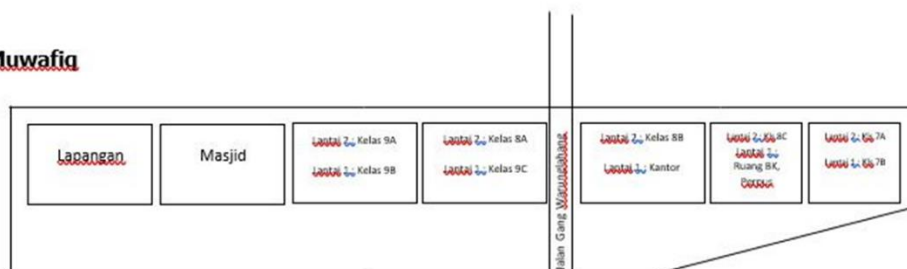 Muwafiq
Lapangan
Masjid
Lantai 2 : Kelas 9A
Lantai 1 : Kelas 9B
Lantai 2 : Kelas 8A
Lantai 1 : Kelas 9C
Jalan Gang Warunglahang
Lantai 2 : Kelas 8B
Lantai 1 : Kantor
Lantai 2 : Kls 8C
Lantai 1 :
Ruang BK,
Perpus
Lantai 2 : Kls 7A
Lantai 1 : Kls 7B